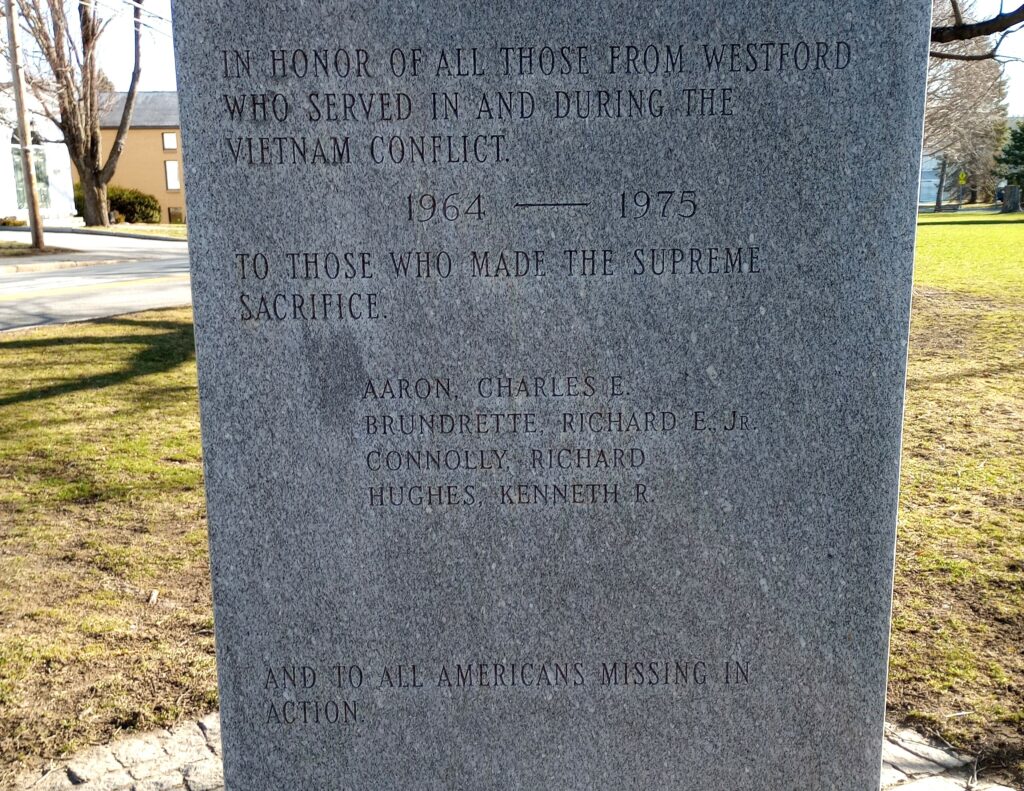 IN HONOR OF ALL THOSE FROM WESTFORD
WHO SERVED IN AND DURING THE
VIETNAM CONFLICT.
1964 — 1975
TO THOSE WHO MADE THE SUPREME
SACRIFICE.
AARON, CHARLES E.
BRUNDRETTE, RICHARD E. JR.
CONNOLLY, RICHARD
HUGHES, KENNETH R.
AND TO ALL AMERICANS MISSING IN
ACTION.